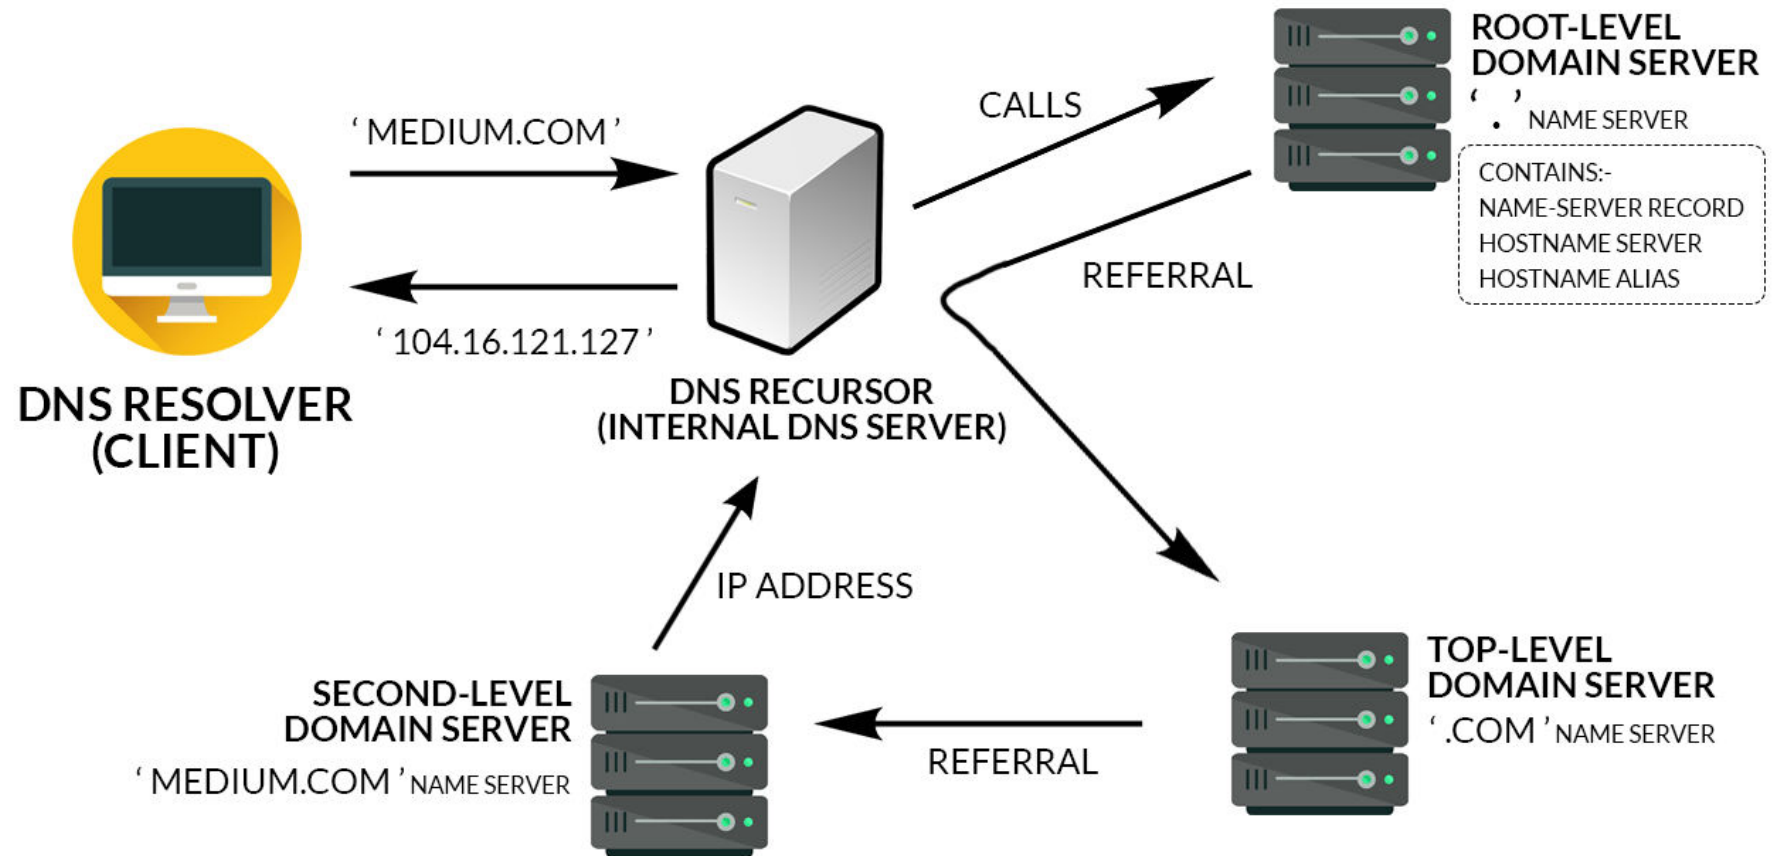 ‘ MEDIUM.COM ’
‘ 104.16.121.127 ’
DNS RESOLVER
(CLIENT)
DNS RECURSOR
(INTERNAL DNS SERVER)
CALLS
REFERRAL
ROOT-LEVEL
DOMAIN SERVER
‘ . ’ NAME SERVER
CONTAINS:-
NAME-SERVER RECORD
HOSTNAME SERVER
HOSTNAME ALIAS
IP ADDRESS
SECOND-LEVEL
DOMAIN SERVER
‘ MEDIUM.COM ’ NAME SERVER
REFERRAL
TOP-LEVEL
DOMAIN SERVER
‘ .COM ’ NAME SERVER